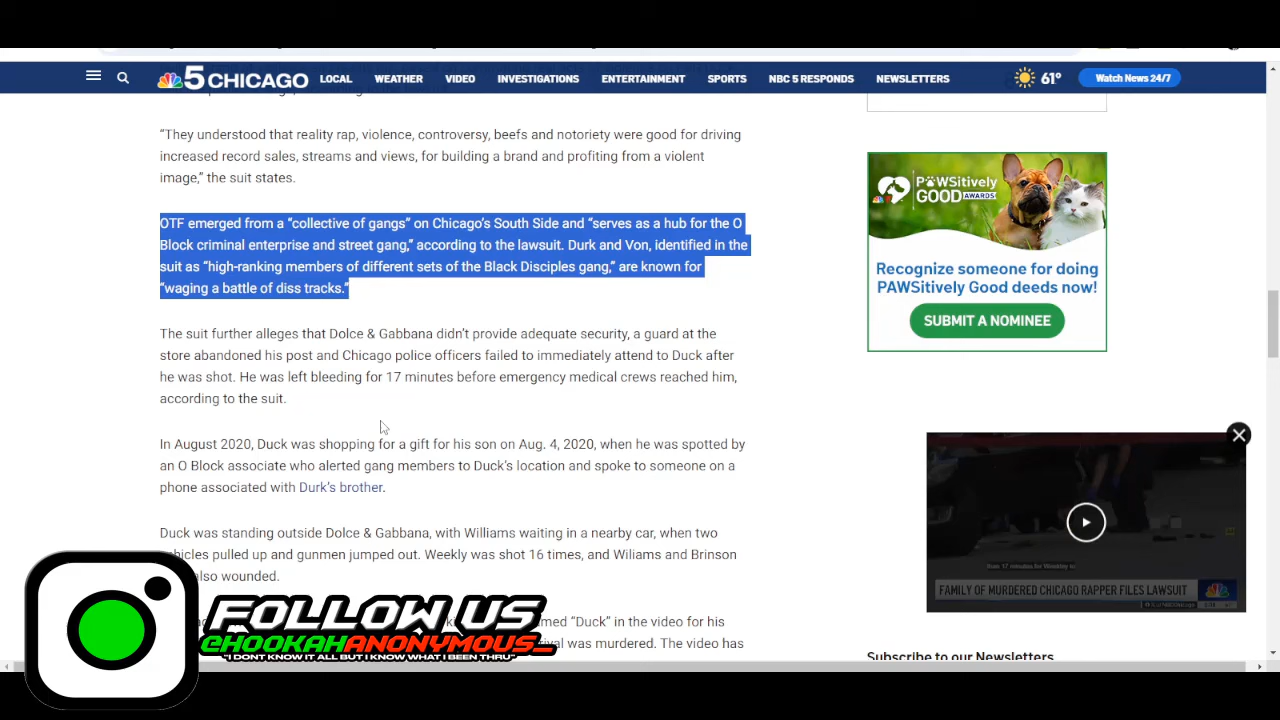 5 CHICAGO LOCAL WEATHER VIDEO INVESTIGATIONS ENTERTAINMENT SPORTS NBC 5 RESPONDS NEWSLETTERS 61° Watch News 24/7
“They understood that reality rap, violence, controversy, beefs and notoriety were good for driving
increased record sales, streams and views, for building a brand and profiting from a violent
image,” the suit states.
OTF emerged from a “collective of gangs” on Chicago’s South Side and “serves as a hub for the O
Block criminal enterprise and street gang,” according to the lawsuit. Durk and Von, identified in the
suit as “high-ranking members of different sets of the Black Disciples gang,” are known for
“waging a battle of diss tracks.”
The suit further alleges that Dolce & Gabbana didn’t provide adequate security, a guard at the
store abandoned his post and Chicago police officers failed to immediately attend to Duck after
he was shot. He was left bleeding for 17 minutes before emergency medical crews reached him,
according to the suit.
In August 2020, Duck was shopping for a gift for his son on Aug. 4, 2020, when he was spotted by
an O Block associate who alerted gang members to Duck’s location and spoke to someone on a
phone associated with Durk’s brother.
Duck was standing outside Dolce & Gabbana, with Williams waiting in a nearby car, when two
pulled up and gunmen jumped out. Weekly was shot 16 times, and Wiliams and Brinson
also wounded.
“Duck” in the video for his
was murdered. The video has
PAWSitively
GOOD AWARDS!
Recognize someone for doing
PAWSitively Good deeds now!
SUBMIT A NOMINEE
FAMILY OF MURDERED CHICAGO RAPPER FILES LAWSUIT
Subscribe to our Newsletters
FOLLOW US
@HOOKAHANONYMOUS_
"I DONT KNOW IT ALL BUT I KNOW WHAT I BEEN THRU"